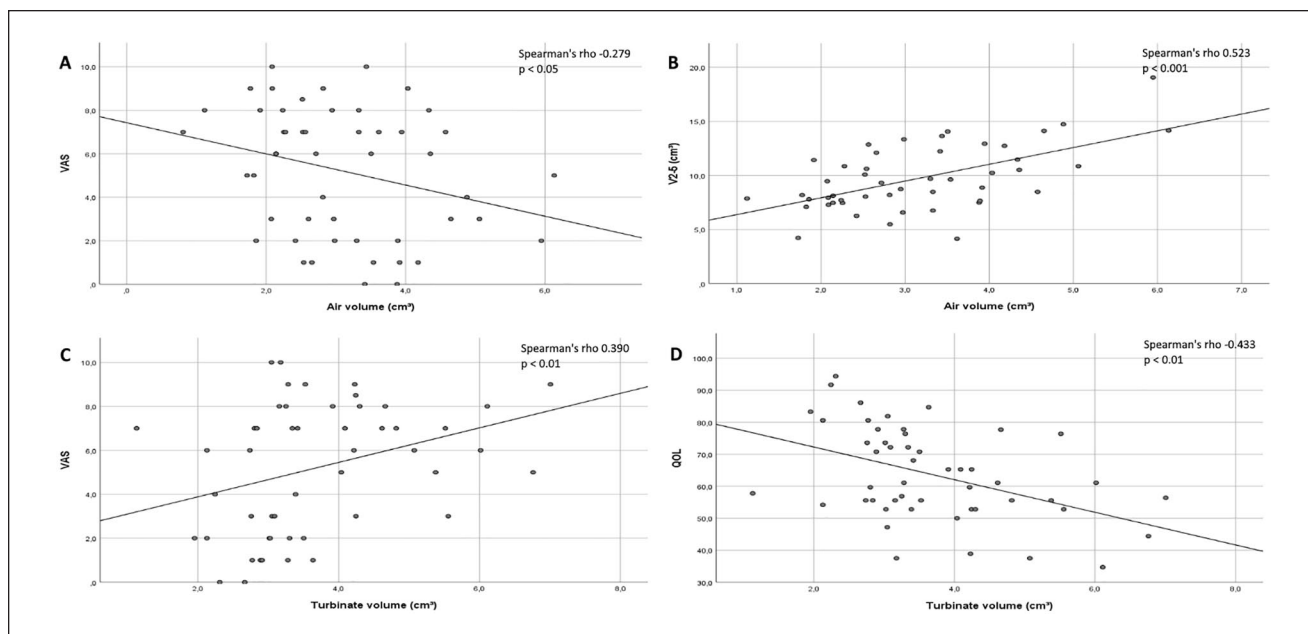 A
Spearman's rho -0.279
p < 0.05
VAS
10,0
8,0
6,0
4,0
2,0
,0
,0
2,0
4,0
6,0
Air volume (cm³)
B
Spearman's rho 0.523
p < 0.001
V2-δ (cm³)
20,0
15,0
10,0
5,0
,0
1,0
2,0
3,0
4,0
5,0
6,0
7,0
Air volume (cm³)
C
Spearman's rho 0.390
p < 0.01
VAS
10,0
8,0
6,0
4,0
2,0
,0
2,0
4,0
6,0
8,0
Turbinate volume (cm³)
D
Spearman's rho -0.433
p < 0.01
QOL
100,0
90,0
80,0
70,0
60,0
50,0
40,0
30,0
,0
2,0
4,0
6,0
8,0
Turbinate volume (cm³)